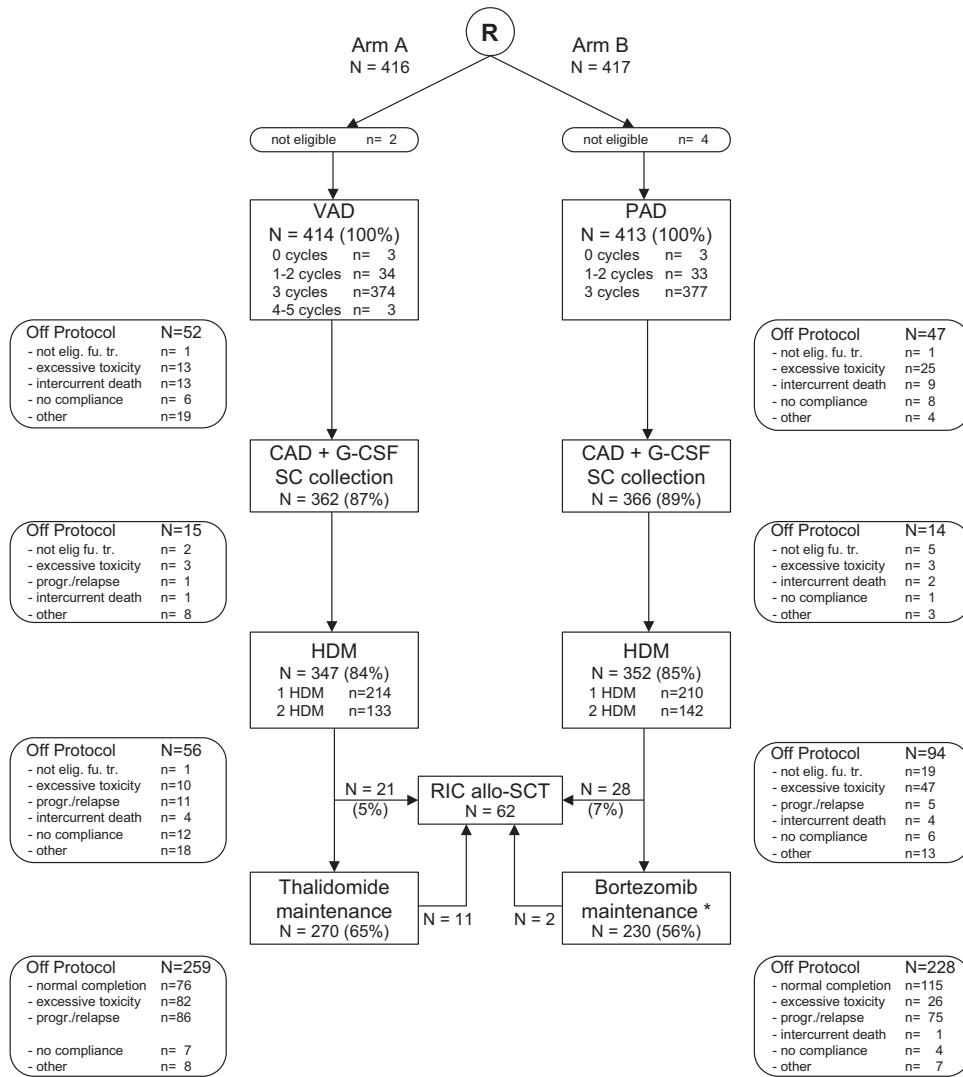 R
Arm A
N = 416
Arm B
N = 417
not eligible n= 2
not eligible n= 4
VAD
N = 414 (100%)
0 cycles n= 3
1-2 cycles n= 34
3 cycles n=374
4-5 cycles n= 3
PAD
N = 413 (100%)
0 cycles n= 3
1-2 cycles n= 33
3 cycles n=377
Off Protocol N=52
- not elig. fu. tr. n= 1
- excessive toxicity n=13
- intercurrent death n=13
- no compliance n= 6
- other n=19
Off Protocol N=47
- not elig. fu. tr. n= 1
- excessive toxicity n=25
- intercurrent death n= 9
- no compliance n= 8
- other n= 4
CAD + G-CSF
SC collection
N = 362 (87%)
CAD + G-CSF
SC collection
N = 366 (89%)
Off Protocol N=15
- not elig fu. tr. n= 2
- excessive toxicity n= 3
- progr./relapse n= 1
- intercurrent death n= 1
- other n= 8
Off Protocol N=14
- not elig fu. tr. n= 5
- excessive toxicity n= 3
- intercurrent death n= 2
- no compliance n= 1
- other n= 3
HDM
N = 347 (84%)
1 HDM n=214
2 HDM n=133
HDM
N = 352 (85%)
1 HDM n=210
2 HDM n=142
Off Protocol N=56
- not elig. fu. tr. n= 1
- excessive toxicity n=10
- progr./relapse n=11
- intercurrent death n= 4
- no compliance n=12
- other n=18
N = 21
(5%)
RIC allo-SCT
N = 62
N = 28
(7%)
Off Protocol N=94
- not elig. fu. tr. n=19
- excessive toxicity n=47
- progr./relapse n= 5
- intercurrent death n= 4
- no compliance n= 6
- other n=13
Thalidomide
maintenance
N = 270 (65%)
N = 11
N = 2
Bortezomib
maintenance *
N = 230 (56%)
Off Protocol N=259
- normal completion n=76
- excessive toxicity n=82
- progr./relapse n=86
- no compliance n= 7
- other n= 8
Off Protocol N=228
- normal completion n=115
- excessive toxicity n= 26
- progr./relapse n= 75
- intercurrent death n= 1
- no compliance n= 4
- other n= 7